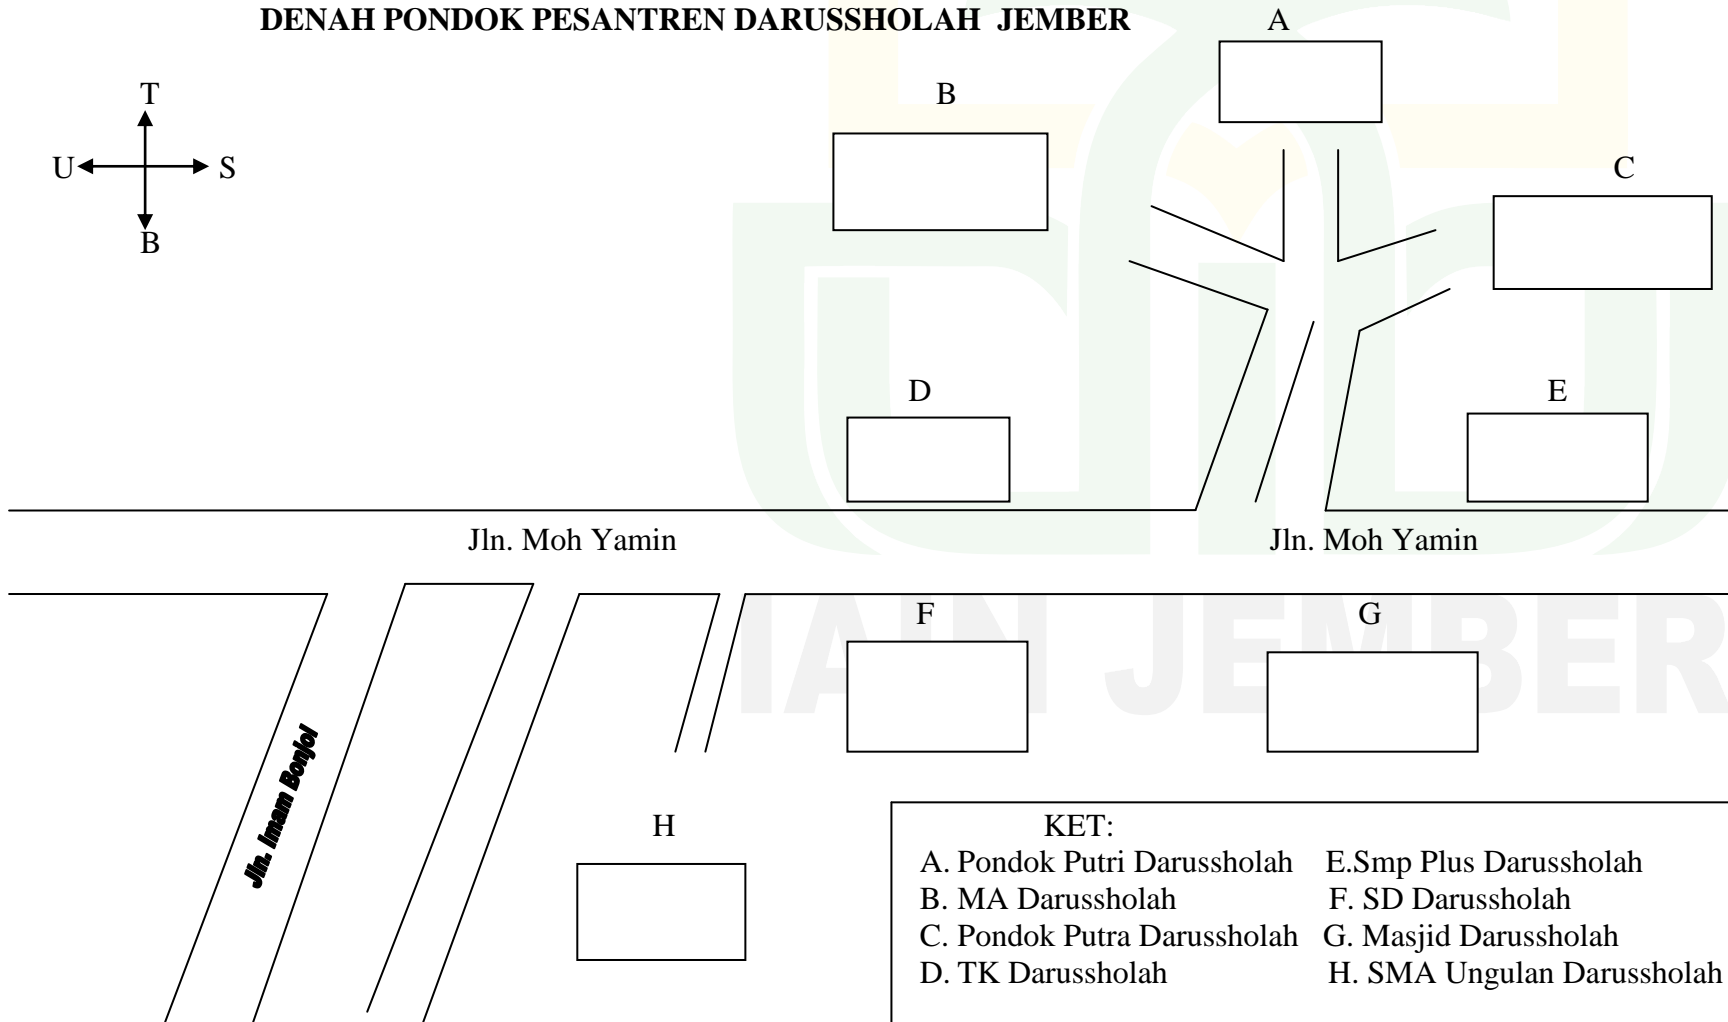 DENAH PONDOK PESANTREN DARUSSHOLAH JEMBER
A
T
B
U
S
C
B
D
E
Jln. Moh Yamin
Jln. Moh Yamin
F
G
IAIN JEMBER
Jln. Imam Bonjol
H
KET:
A. Pondok Putri Darussholah E.Smp Plus Darussholah
B. MA Darussholah F. SD Darussholah
C. Pondok Putra Darussholah G. Masjid Darussholah
D. TK Darussholah H. SMA Ungulan Darussholah